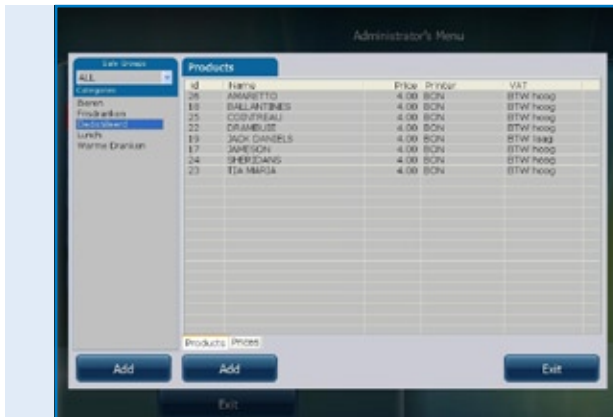 Administrator's Menu
Sale Groups
ALL
Categories
Bieren
Frisdranken
Gedistilleerd
Lunch
Warme Dranken
Products
id Name Price Printer VAT
26 AMARETTO 4.00 BON BTW hoog
18 BALLANTINES 4.00 BON BTW hoog
25 COINTREAU 4.00 BON BTW hoog
22 DRAMBUIE 4.00 BON BTW hoog
19 JACK DANIELS 4.00 BON BTW laag
17 JAMESON 4.00 BON BTW hoog
24 SHERIDANS 4.00 BON BTW hoog
23 TIA MARIA 4.00 BON BTW hoog
Products Prices
Add Add Exit
Exit